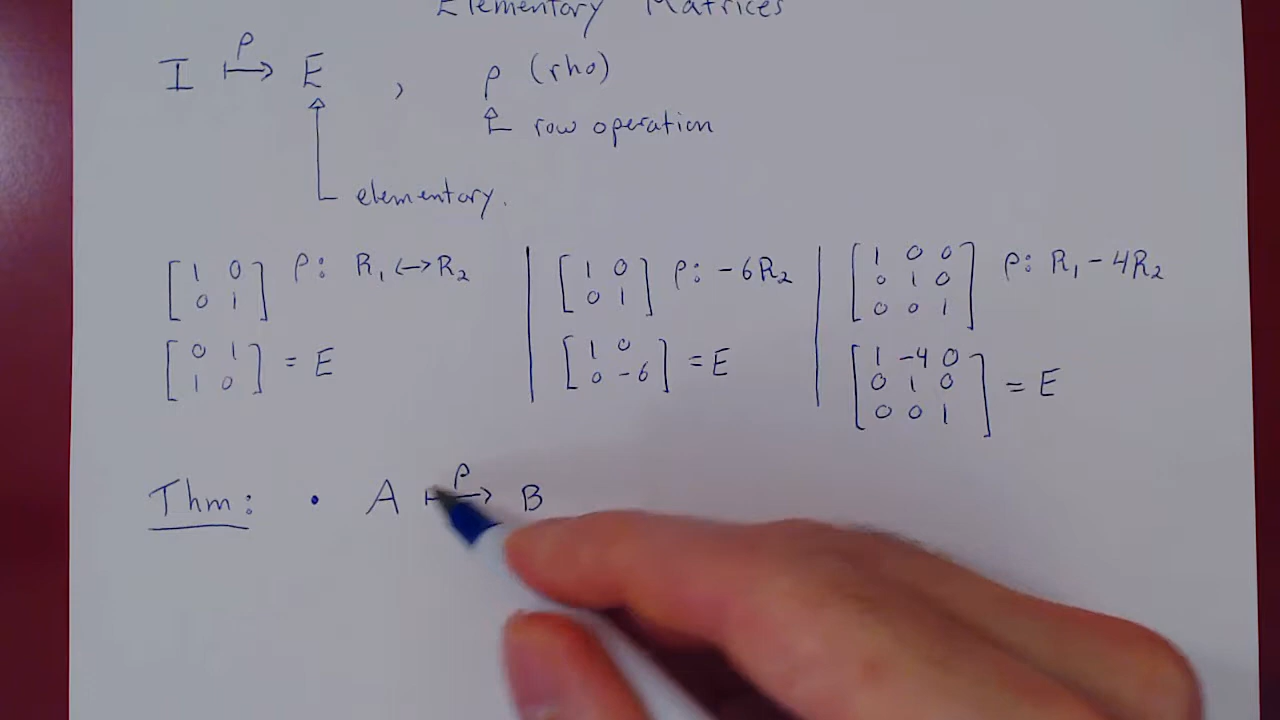 Elementary Matrices
I ρ↦ E , ρ (rho)
row operation
elementary.
[1 0; 0 1] ρ: R₁ ↔ R₂ | [1 0; 0 1] ρ: -6R₂ | [1 0 0; 0 1 0; 0 0 1] ρ: R₁ - 4R₂
[0 1; 1 0] = E | [1 0; 0 -6] = E | [1 -4 0; 0 1 0; 0 0 1] = E
Thm: • A ρ↦ B